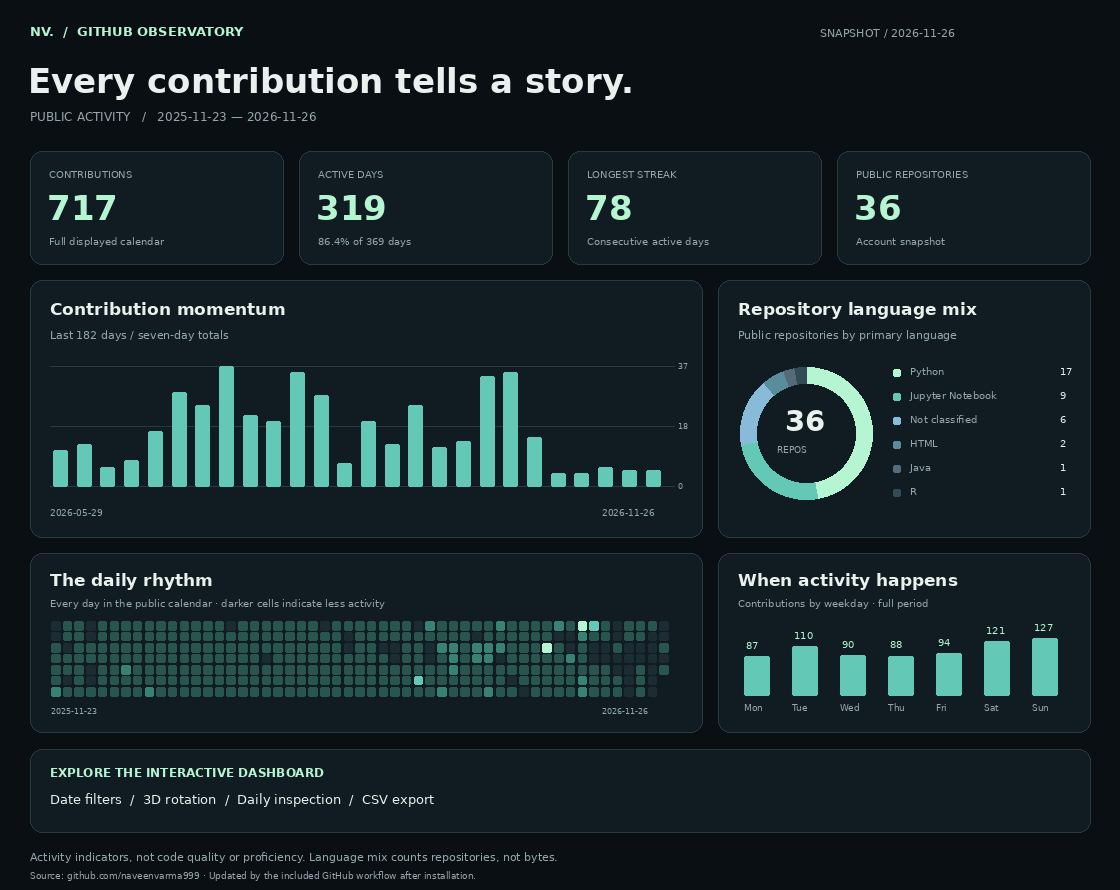 NV. / GITHUB OBSERVATORY
SNAPSHOT / 2026-11-26
Every contribution tells a story.
PUBLIC ACTIVITY / 2025-11-23 — 2026-11-26
CONTRIBUTIONS
717
Full displayed calendar
ACTIVE DAYS
319
86.4% of 369 days
LONGEST STREAK
78
Consecutive active days
PUBLIC REPOSITORIES
36
Account snapshot
Contribution momentum
Last 182 days / seven-day totals
37
18
0
2026-05-29
2026-11-26
Repository language mix
Public repositories by primary language
36
REPOS
Python 17
Jupyter Notebook 9
Not classified 6
HTML 2
Java 1
R 1
The daily rhythm
Every day in the public calendar · darker cells indicate less activity
2025-11-23
2026-11-26
When activity happens
Contributions by weekday · full period
87 110 90 88 94 121 127
Mon Tue Wed Thu Fri Sat Sun
EXPLORE THE INTERACTIVE DASHBOARD
Date filters / 3D rotation / Daily inspection / CSV export
Activity indicators, not code quality or proficiency. Language mix counts repositories, not bytes.
Source: github.com/naveenvarma999 · Updated by the included GitHub workflow after installation.